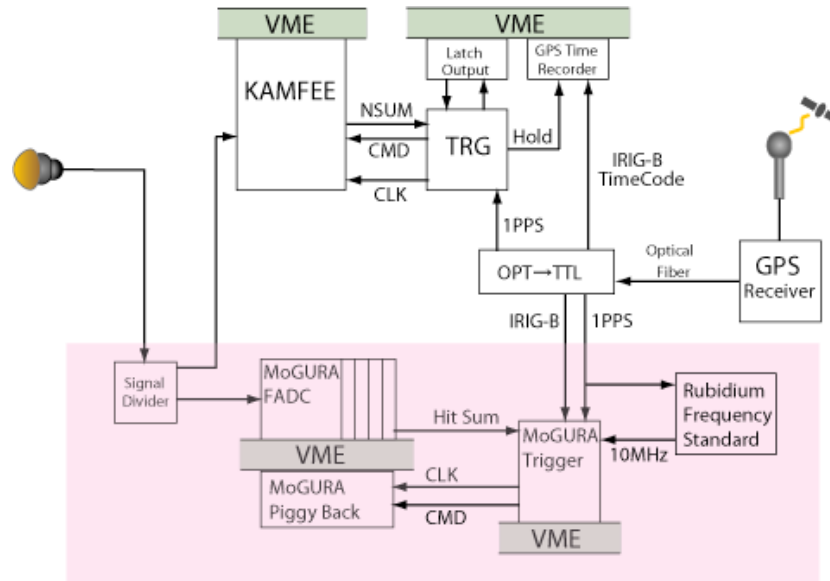 VME
VME
Latch
Output
GPS Time
Recorder
KAMFEE
NSUM
CMD
CLK
TRG
Hold
IRIG-B
TimeCode
1PPS
OPT→TTL
Optical
Fiber
GPS
Receiver
IRIG-B
1PPS
Signal
Divider
MoGURA
FADC
Hit Sum
MoGURA
Trigger
Rubidium
Frequency
Standard
10MHz
VME
MoGURA
Piggy Back
CLK
CMD
VME